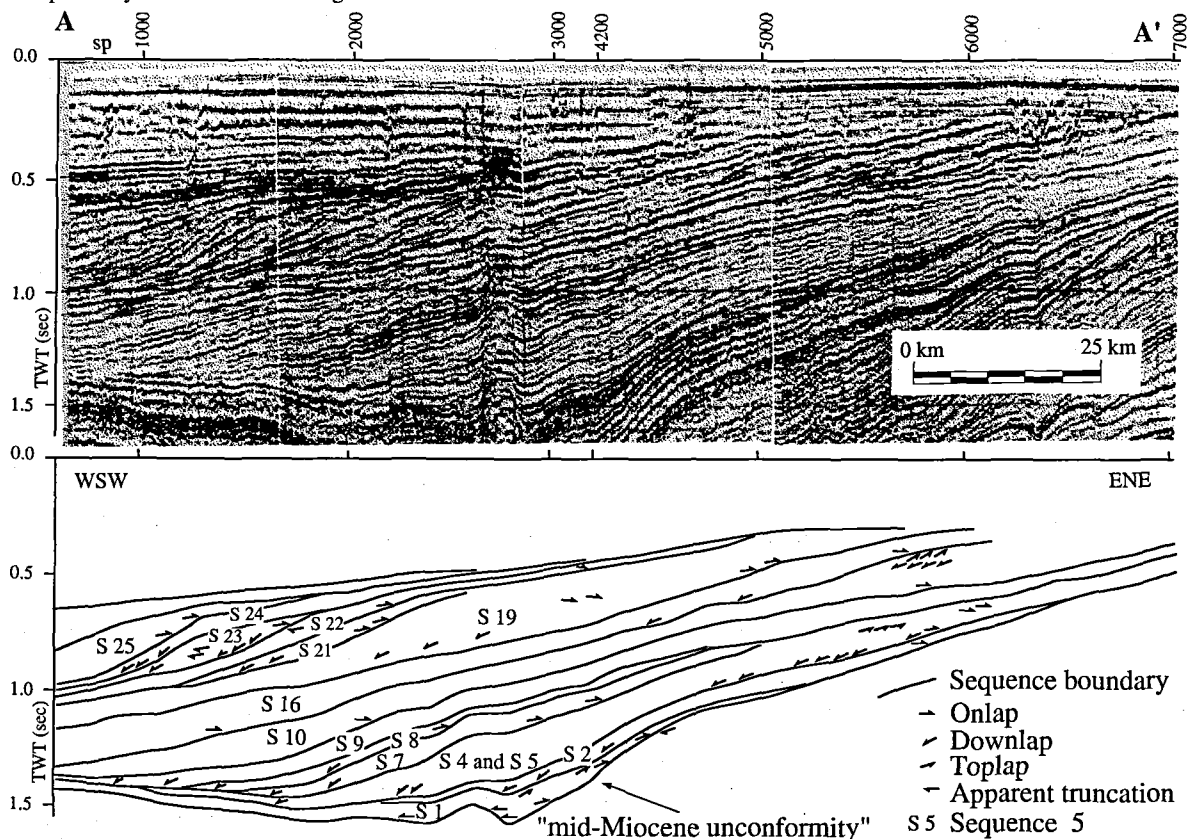 A
A'
sp
1000
2000
3000
4200
5000
6000
7000
0.0
0.5
1.0
1.5
TWT (sec)
0 km 25 km
0.0
WSW
ENE
0.5
1.0
1.5
TWT (sec)
S 25
S 24
S 23
S 22
S 21
S 19
S 16
S 10
S 9
S 8
S 7
S 4 and S 5
S 2
S 1
"mid-Miocene unconformity"
Sequence boundary
Onlap
Downlap
Toplap
Apparent truncation
S 5 Sequence 5